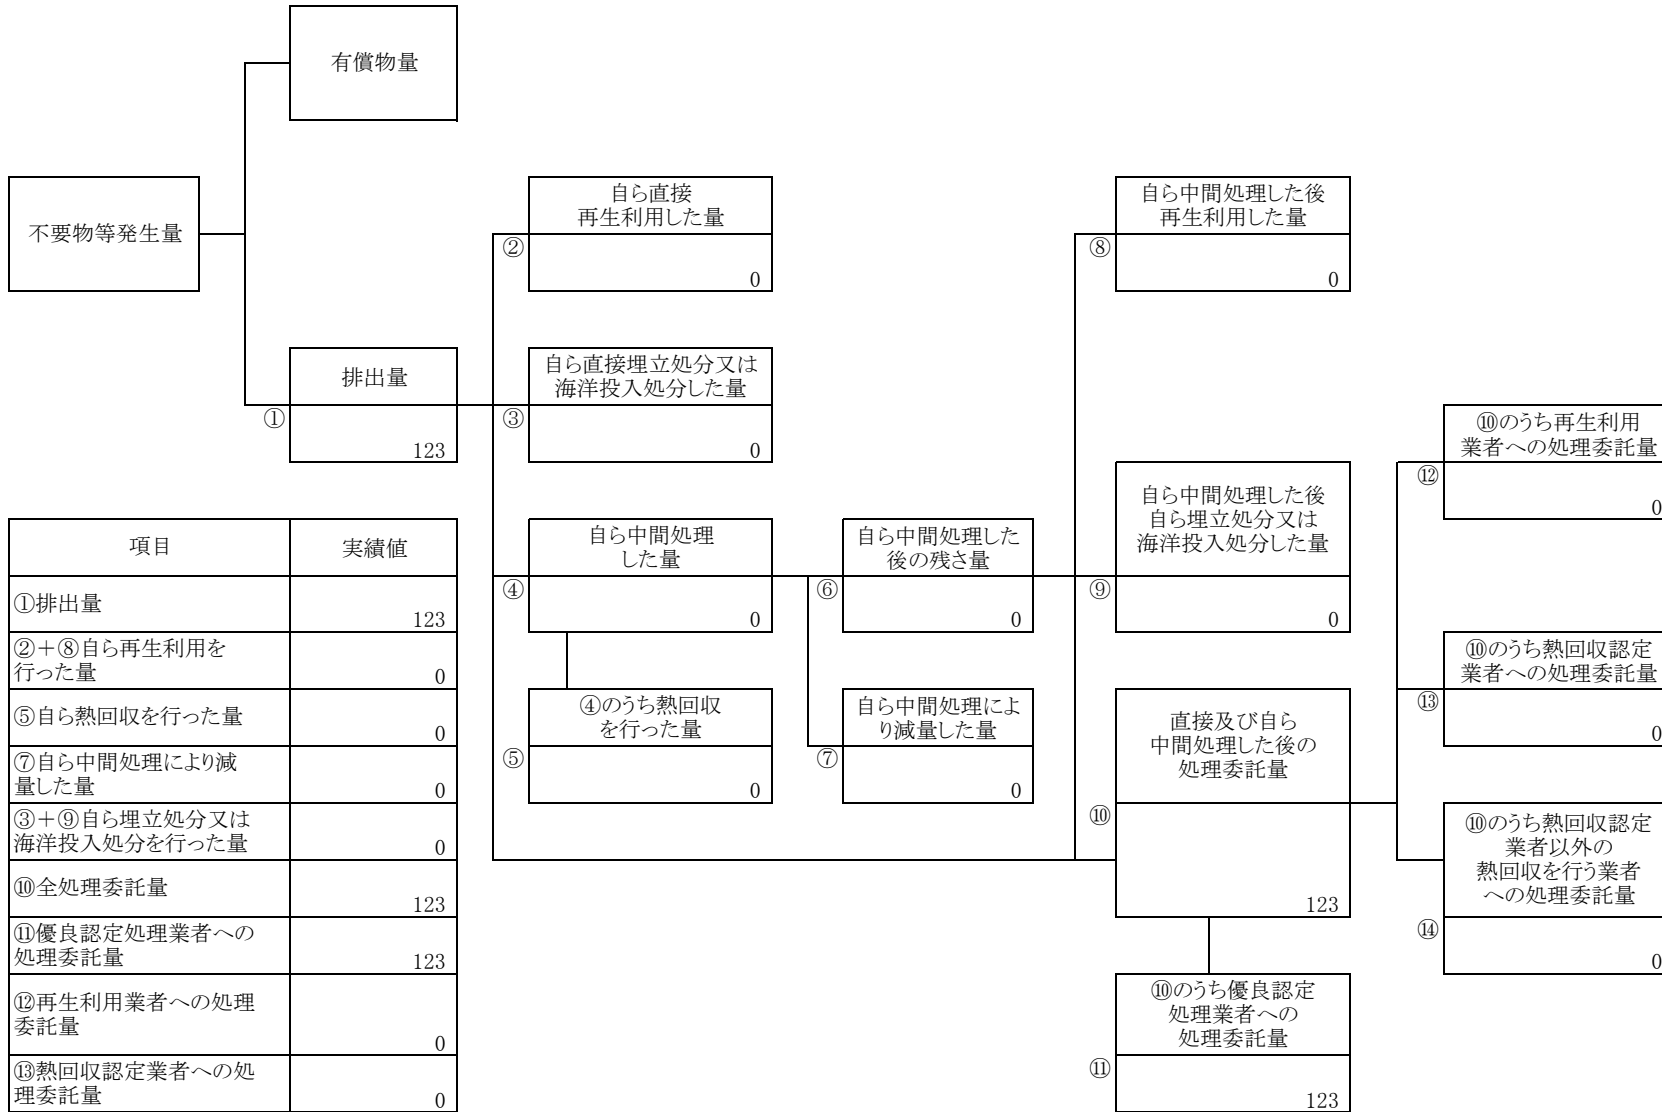 有償物量
不要物等発生量
自ら直接
再生利用した量
②
0
自ら中間処理した後
再生利用した量
⑧
0
排出量
①
123
自ら直接埋立処分又は
海洋投入処分した量
③
0
⑩のうち再生利用
業者への処理委託量
⑫
0
自ら中間処理
した量
④
0
自ら中間処理した
後の残さ量
⑥
0
自ら中間処理した後
自ら埋立処分又は
海洋投入処分した量
⑨
0
⑩のうち熱回収認定
業者への処理委託量
⑬
0
④のうち熱回収
を行った量
⑤
0
自ら中間処理によ
り減量した量
⑦
0
直接及び自ら
中間処理した後の
処理委託量
⑩
123
⑩のうち熱回収認定
業者以外の
熱回収を行う業者
への処理委託量
⑭
0
⑩のうち優良認定
処理業者への
処理委託量
⑪
123
項目 実績値
①排出量
123
②+⑧自ら再生利用を
行った量
0
⑤自ら熱回収を行った量
0
⑦自ら中間処理により減
量した量
0
③+⑨自ら埋立処分又は
海洋投入処分を行った量
0
⑩全処理委託量
123
⑪優良認定処理業者への
処理委託量
123
⑫再生利用業者への処理
委託量
0
⑬熱回収認定業者への処
理委託量
0